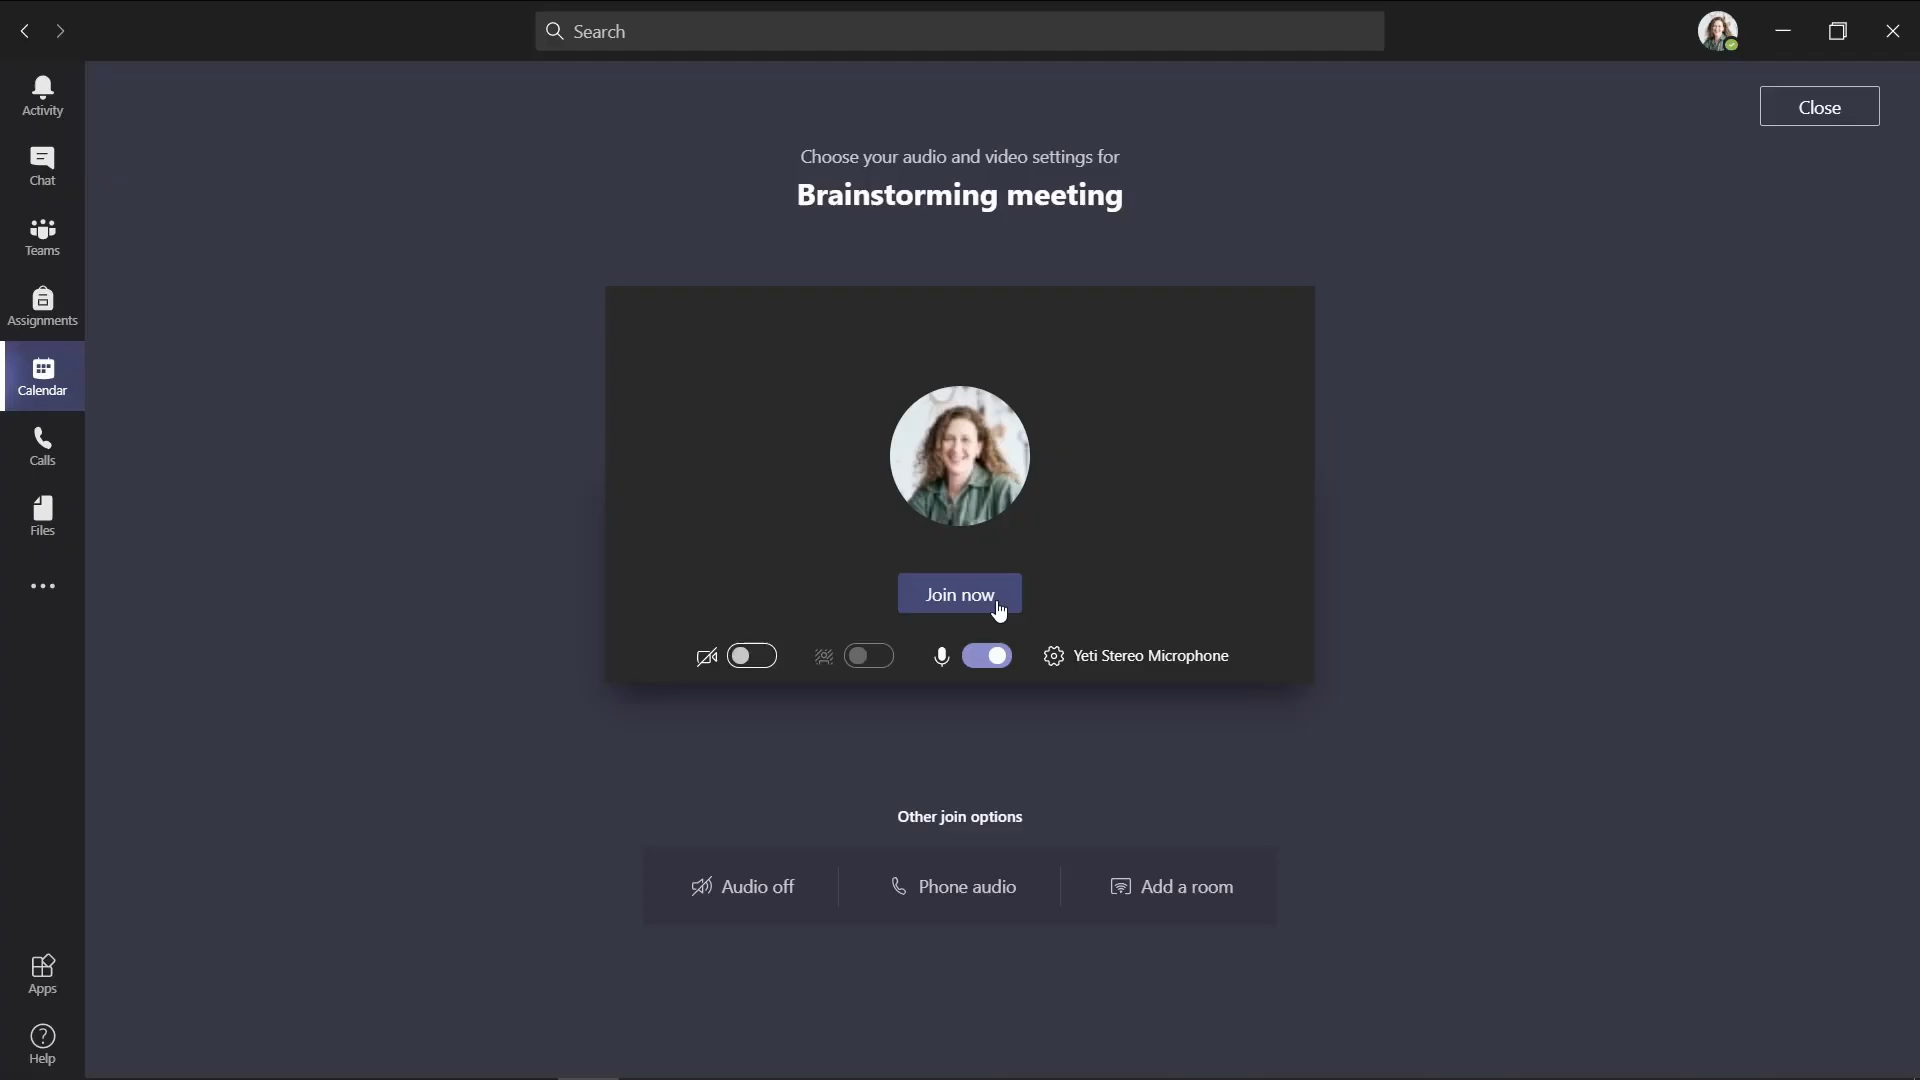 Search
Activity
Chat
Teams
Assignments
Calendar
Calls
Files
Apps
Help
Close
Choose your audio and video settings for
Brainstorming meeting
Join now
Yeti Stereo Microphone
Other join options
Audio off
Phone audio
Add a room